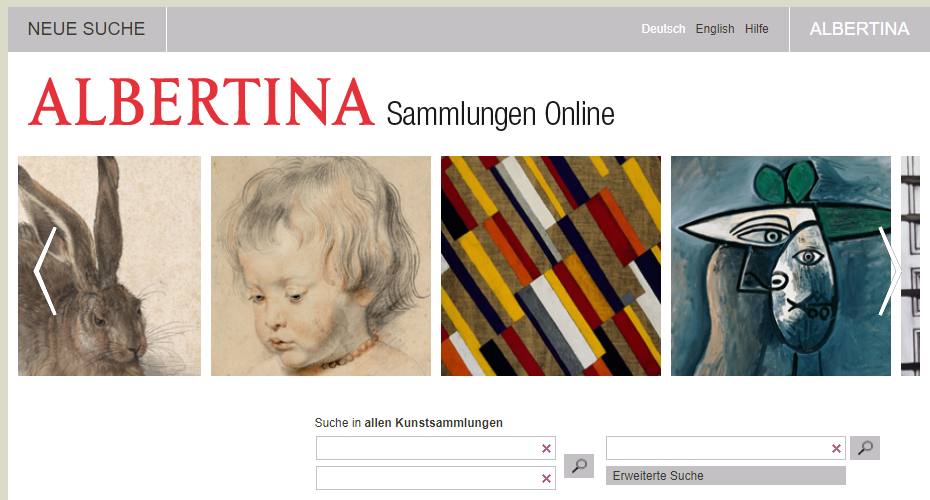 NEUE SUCHE
Deutsch English Hilfe
ALBERTINA
ALBERTINA Sammlungen Online
Suche in allen Kunstsammlungen
Erweiterte Suche